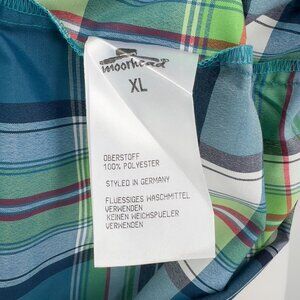 moorhead
XL
OBERSTOFF
100% POLYESTER
STYLED IN GERMANY
FLUESSIGES WASCHMITTEL
VERWENDEN
KEINEN WEICHSPUELER
VERWENDEN